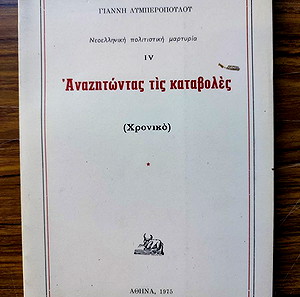 ΓΙΑΝΝΗ ΛΥΜΠΕΡΟΠΟΥΛΟΥ
Νεοελληνική πολιτιστική μαρτυρία
IV
Ἀναζητώντας τὶς καταβολὲς
(Χρονικὸ)
ΑΘΗΝΑ, 1975